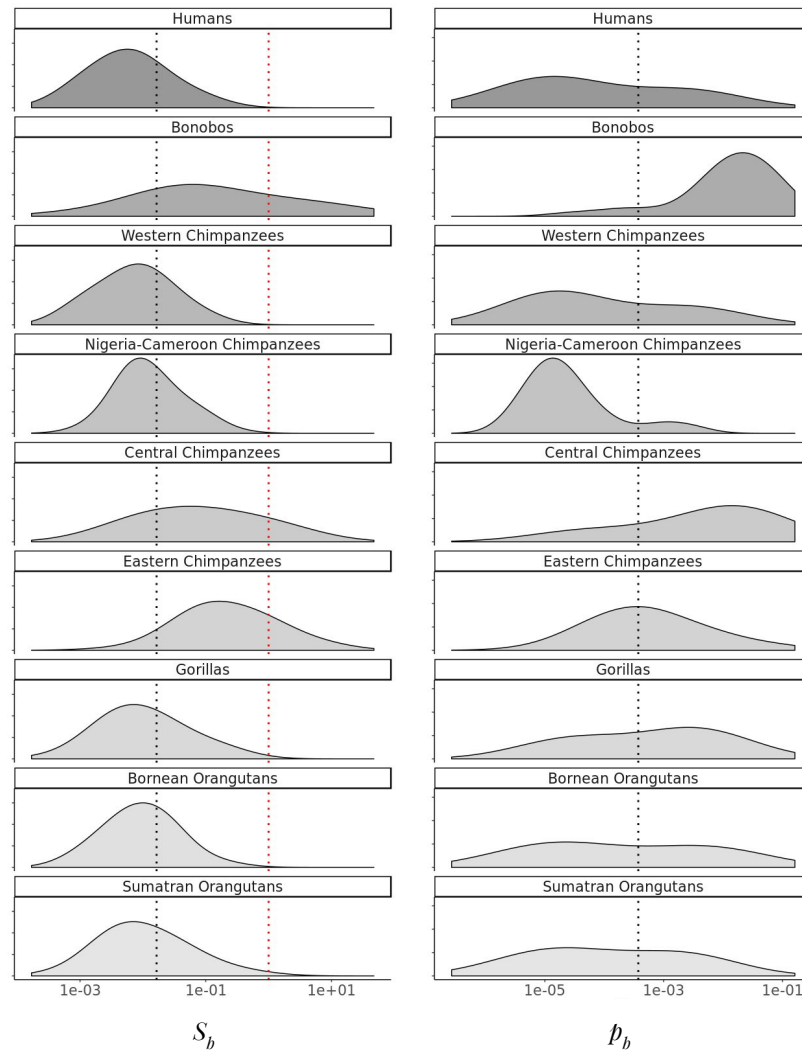 Humans Humans
Bonobos Bonobos
Western Chimpanzees Western Chimpanzees
Nigeria-Cameroon Chimpanzees Nigeria-Cameroon Chimpanzees
Central Chimpanzees Central Chimpanzees
Eastern Chimpanzees Eastern Chimpanzees
Gorillas Gorillas
Bornean Orangutans Bornean Orangutans
Sumatran Orangutans Sumatran Orangutans
1e-03 1e-01 1e+01 1e-05 1e-03 1e-01
S_b p_b